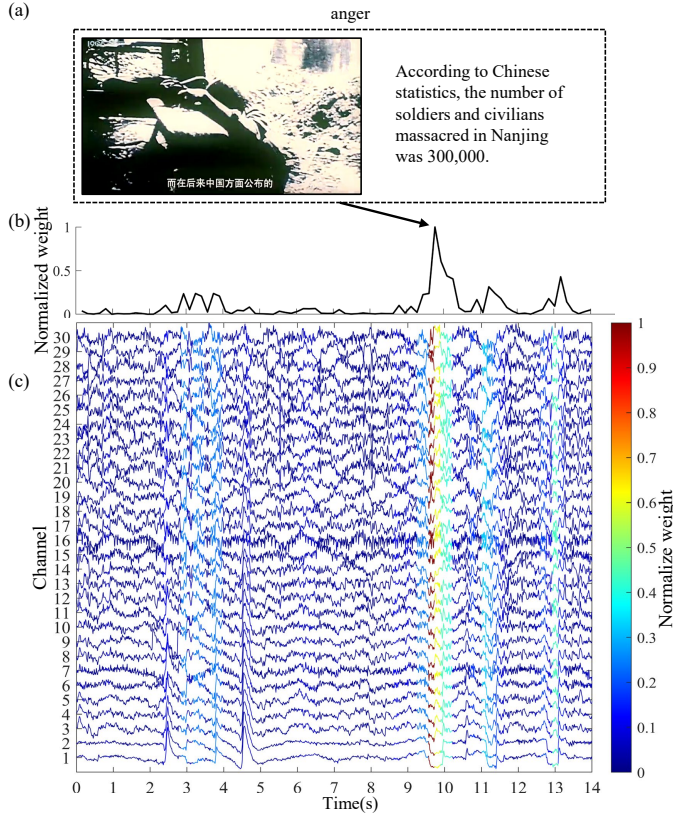 (a)
anger
According to Chinese
statistics, the number of
soldiers and civilians
massacred in Nanjing
was 300,000.
而在后来中国方面公布的
(b)
Normalized weight
1
0.5
0
(c)
Channel
30
29
28
27
26
25
24
23
22
21
20
19
18
17
16
15
14
13
12
11
10
9
8
7
6
5
4
3
2
1
0 1 2 3 4 5 6 7 8 9 10 11 12 13 14
Time(s)
1
0.9
0.8
0.7
0.6
0.5
0.4
0.3
0.2
0.1
0
Normalize weight